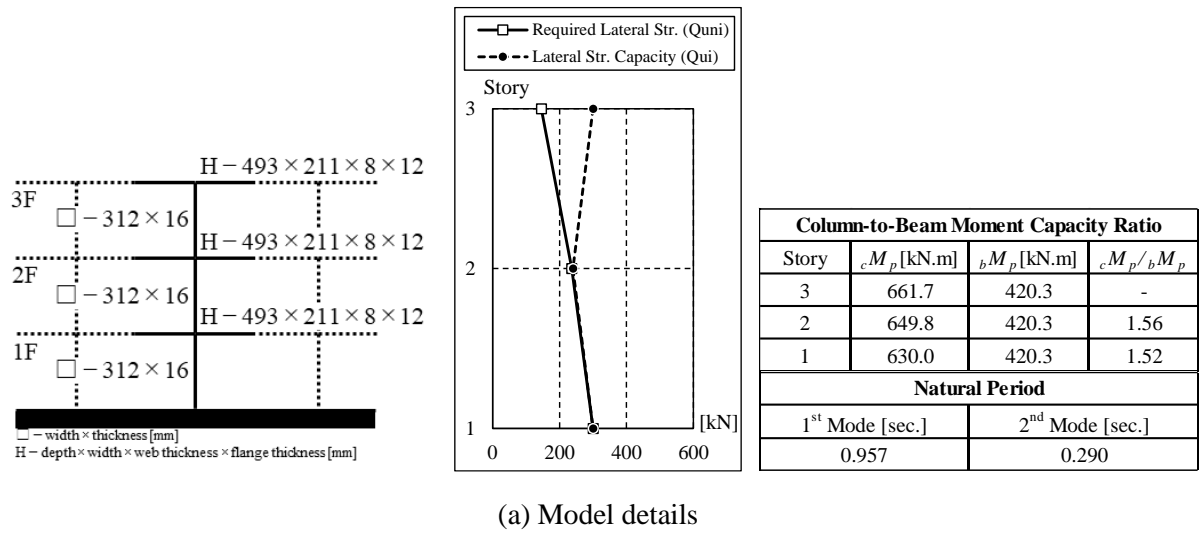 H－493×211×8×12
3F
□－312×16
H－493×211×8×12
2F
□－312×16
H－493×211×8×12
1F
□－312×16
□－width×thickness[mm]
H－depth×width×web thickness×flange thickness[mm]
Required Lateral Str. (Quni)
Lateral Str. Capacity (Qui)
Story
3
2
1
[kN]
0 200 400 600
Column-to-Beam Moment Capacity Ratio
Story cMp[kN.m] bMp[kN.m] cMp/bMp
3 661.7 420.3 -
2 649.8 420.3 1.56
1 630.0 420.3 1.52
Natural Period
1st Mode [sec.] 2nd Mode [sec.]
0.957 0.290
(a) Model details